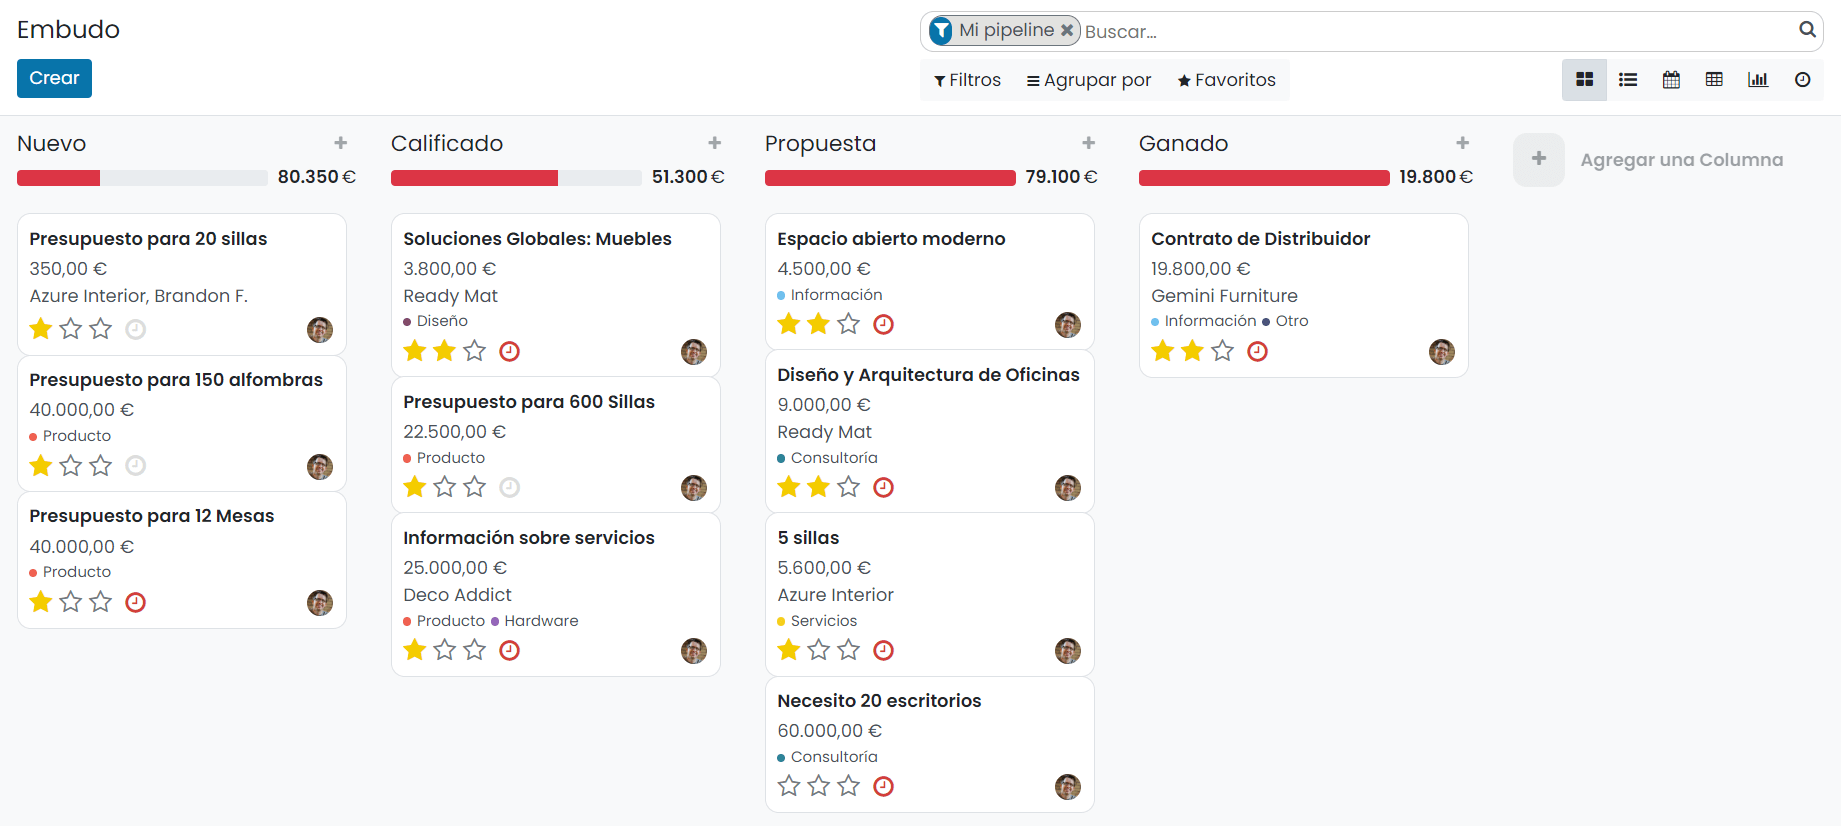 Embudo
Mi pipeline
Buscar...
Crear
Filtros
Agrupar por
Favoritos
Nuevo
80.350 €
Presupuesto para 20 sillas
350,00 €
Azure Interior, Brandon F.
Presupuesto para 150 alfombras
40.000,00 €
Producto
Presupuesto para 12 Mesas
40.000,00 €
Producto
Calificado
51.300 €
Soluciones Globales: Muebles
3.800,00 €
Ready Mat
Diseño
Presupuesto para 600 Sillas
22.500,00 €
Producto
Información sobre servicios
25.000,00 €
Deco Addict
Producto Hardware
Propuesta
79.100 €
Espacio abierto moderno
4.500,00 €
Información
Diseño y Arquitectura de Oficinas
9.000,00 €
Ready Mat
Consultoría
5 sillas
5.600,00 €
Azure Interior
Servicios
Necesito 20 escritorios
60.000,00 €
Consultoría
Ganado
19.800 €
Contrato de Distribuidor
19.800,00 €
Gemini Furniture
Información Otro
Agregar una Columna